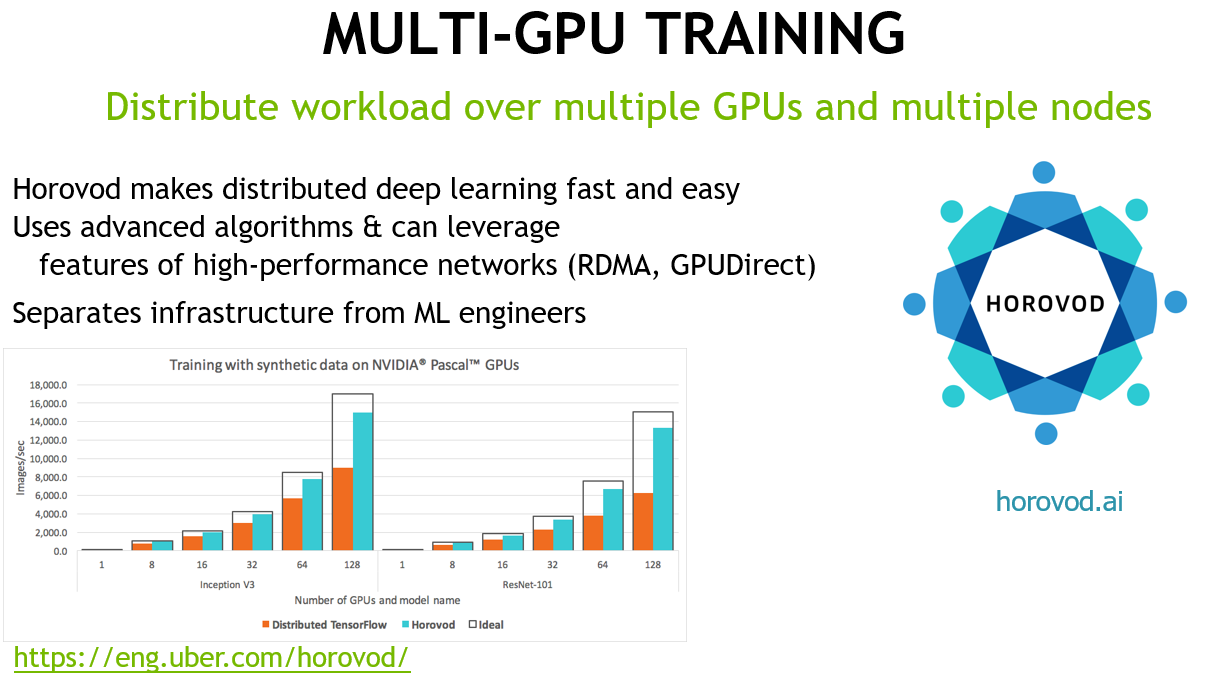 MULTI-GPU TRAINING
Distribute workload over multiple GPUs and multiple nodes
Horovod makes distributed deep learning fast and easy
Uses advanced algorithms & can leverage
features of high-performance networks (RDMA, GPUDirect)
Separates infrastructure from ML engineers
HOROVOD
horovod.ai
Training with synthetic data on NVIDIA® Pascal™ GPUs
Images/sec
18,000.0
16,000.0
14,000.0
12,000.0
10,000.0
8,000.0
6,000.0
4,000.0
2,000.0
0.0
1 8 16 32 64 128 1 8 16 32 64 128
Inception V3 ResNet-101
Number of GPUs and model name
Distributed TensorFlow Horovod Ideal
https://eng.uber.com/horovod/